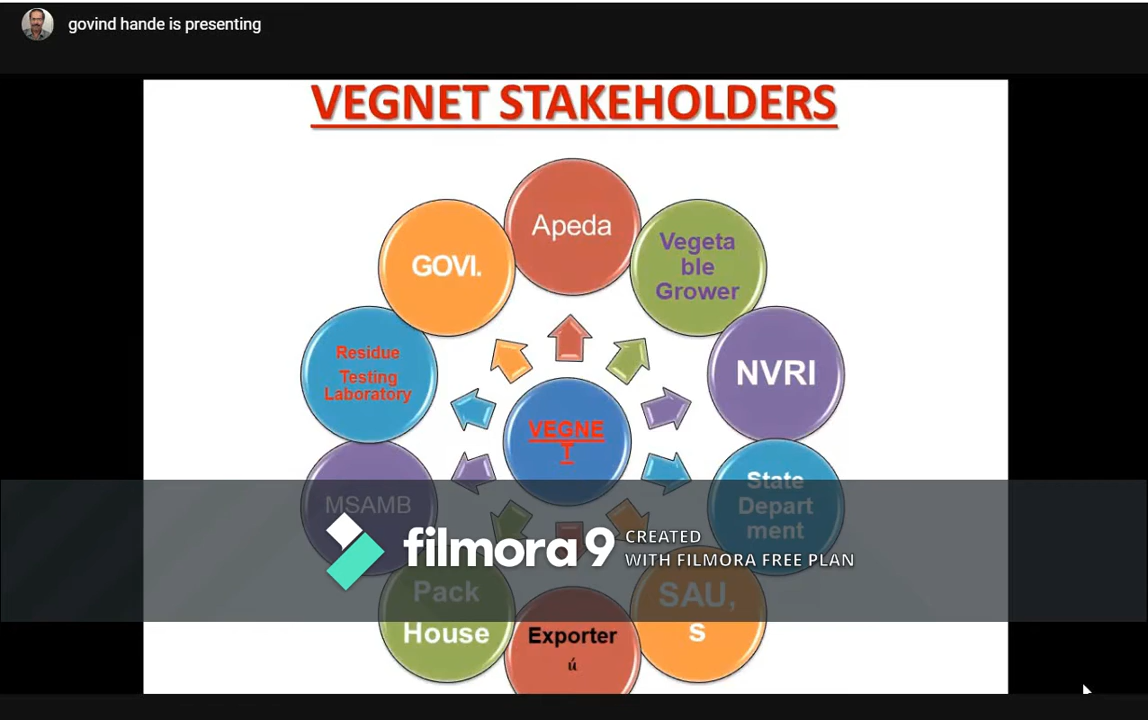 govind hande is presenting
VEGNET STAKEHOLDERS
Apeda
Vegeta
ble
Grower
NVRI
State
Depart
ment
SAU,
s
Exporter
ú
Pack
House
MSAMB
Residue
Testing
Laboratory
GOVI.
VEGNE
T
filmora9
CREATED
WITH FILMORA FREE PLAN